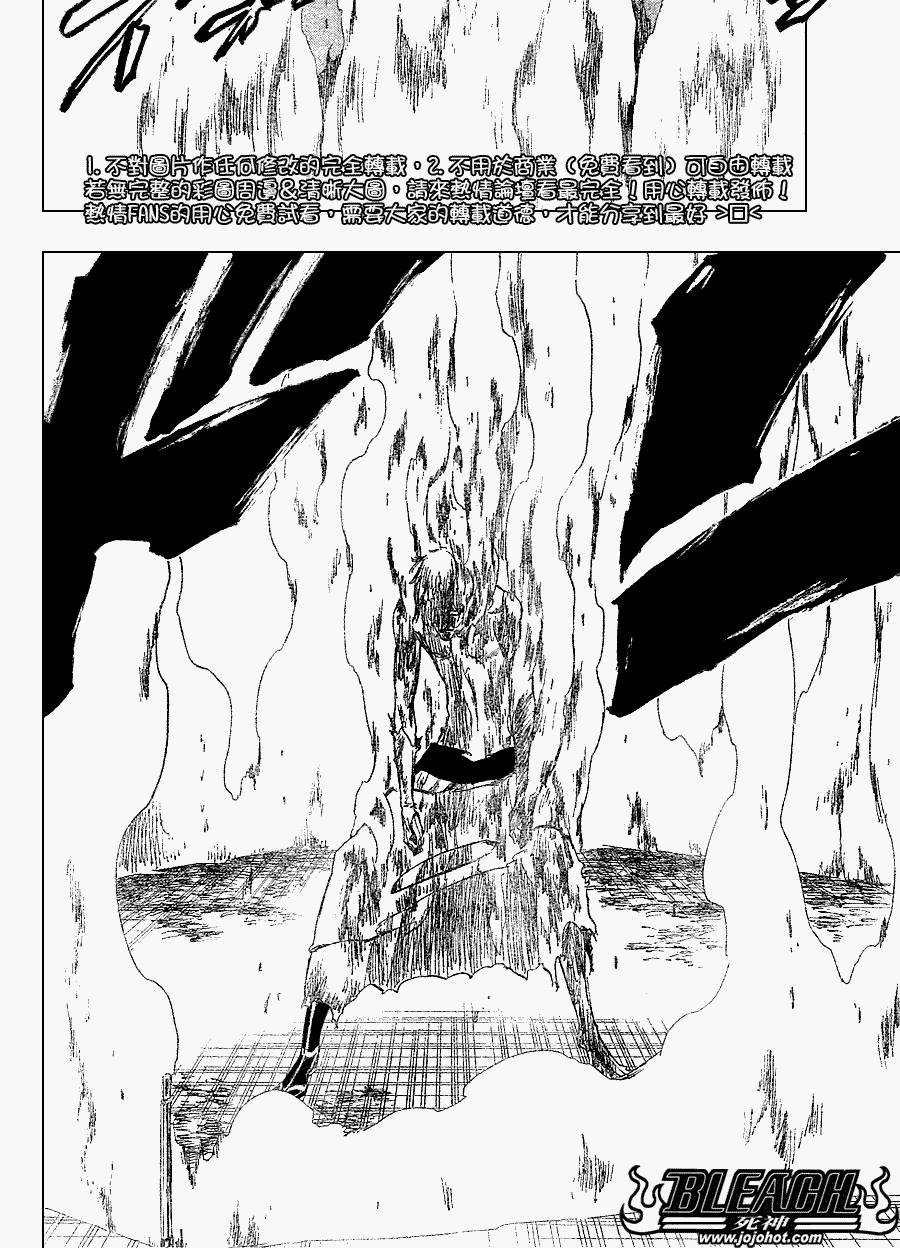 1. 不對圖片作任何修改的完全轉載，2. 不用於商業（免費看到）可自由轉載
若無完整的彩圖周邊&清晰大圖，請來熱情論壇看最完全！用心轉載發佈！
熱情FANS的用心免費試看，需要大家的轉載宣傳，才能分享到最好 >口<
BLEACH
死神
www.jojohot.com